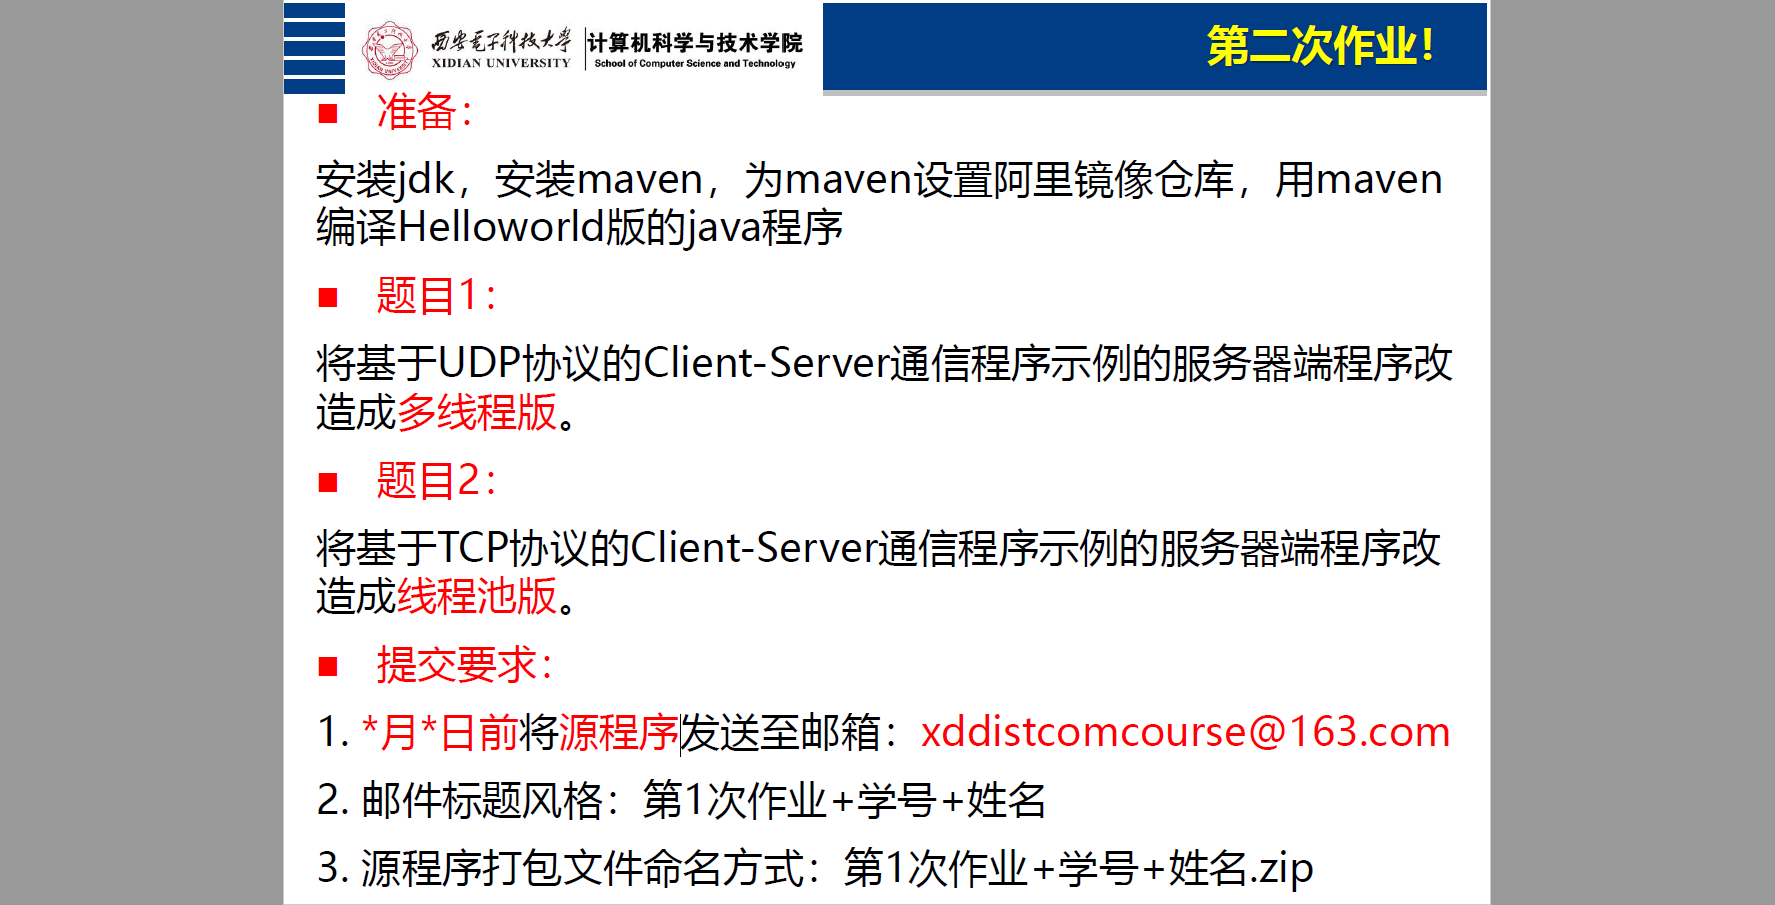 西安电子科技大学
XIDIAN UNIVERSITY
计算机科学与技术学院
School of Computer Science and Technology
第二次作业！
准备：
安装jdk，安装maven，为maven设置阿里镜像仓库，用maven
编译Helloworld版的java程序
题目1：
将基于UDP协议的Client-Server通信程序示例的服务器端程序改
造成多线程版。
题目2：
将基于TCP协议的Client-Server通信程序示例的服务器端程序改
造成线程池版。
提交要求：
1. *月*日前将源程序发送至邮箱：xddistcomcourse@163.com
2. 邮件标题风格：第1次作业+学号+姓名
3. 源程序打包文件命名方式：第1次作业+学号+姓名.zip